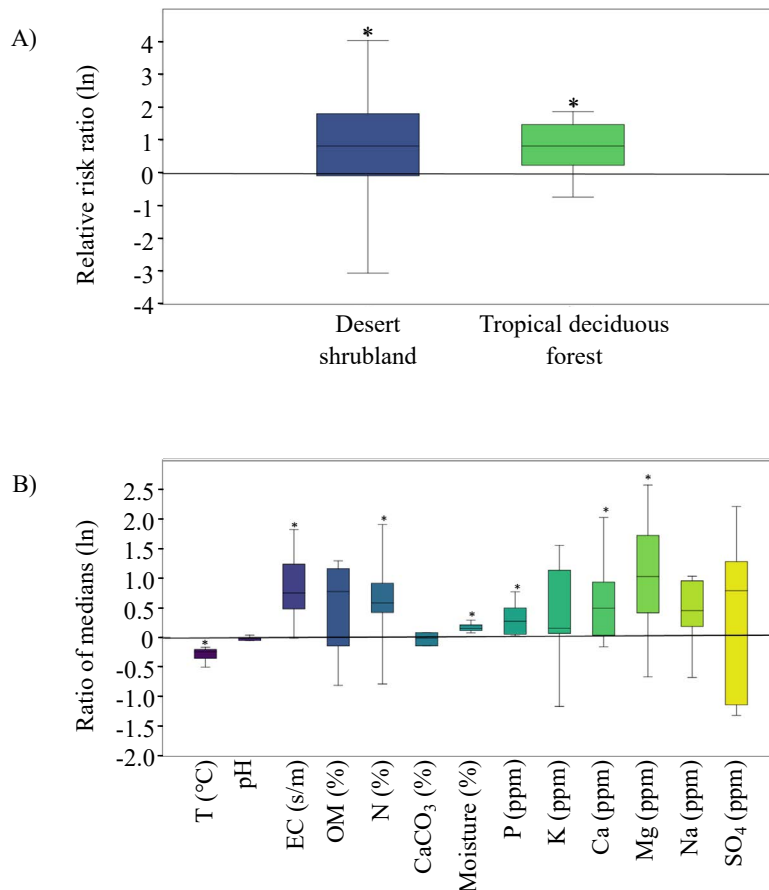 A)
Relative risk ratio (ln)
4
3
2
1
0
-1
-2
-3
-4
*
*
Desert
shrubland
Tropical deciduous
forest
B)
Ratio of medians (ln)
2.5
2.0
1.5
1.0
0.5
0
-0.5
-1.0
-1.5
-2.0
*
*
*
*
*
*
*
T (°C)
pH
EC (s/m)
OM (%)
N (%)
CaCO₃ (%)
Moisture (%)
P (ppm)
K (ppm)
Ca (ppm)
Mg (ppm)
Na (ppm)
SO₄ (ppm)